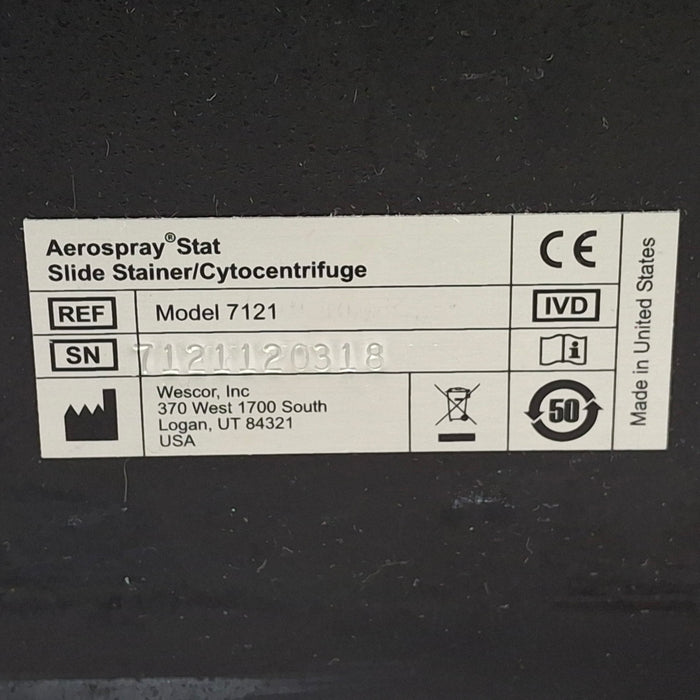 Aerospray®Stat
Slide Stainer/Cytocentrifuge
CE
REF Model 7121
IVD
SN 7121120318
i
Wescor, Inc
370 West 1700 South
Logan, UT 84321
USA
50
Made in United States